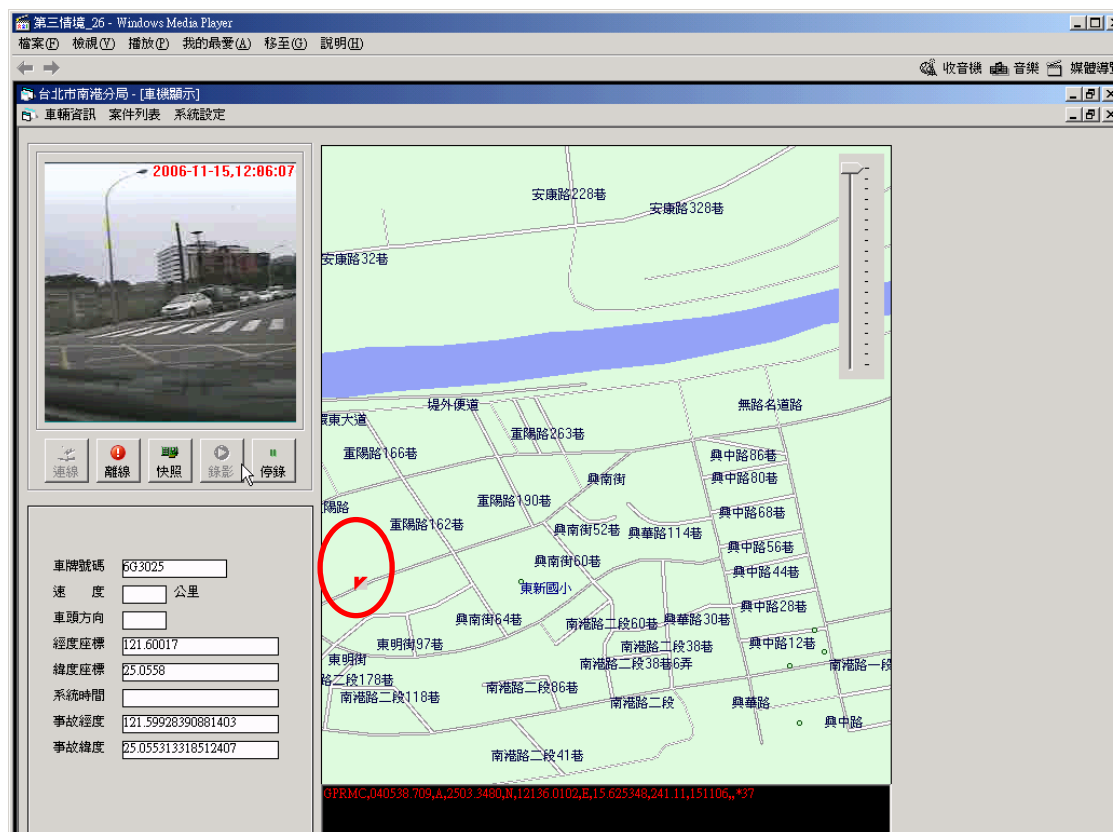 第三情境_26 - Windows Media Player
檔案(F) 檢視(V) 播放(P) 我的最愛(A) 移至(G) 說明(H)
收音機 音樂 媒體導覽
台北市南港分局 - [車機顯示]
車輛資訊 案件列表 系統設定
2006-11-15,12:06:07
連線 離線 快照 錄影 停錄
車牌號碼 6G3025
速 度 公里
車頭方向
經度座標 121.60017
緯度座標 25.0558
系統時間
事故經度 121.59928390881403
事故緯度 25.055313318512407
安康路228巷
安康路328巷
安康路32巷
堤外便道
無路名道路
環東大道
重陽路263巷
重陽路166巷
興中路86巷
興南街
興中路80巷
重陽路190巷
陽路
興中路68巷
重陽路162巷
興南街52巷
興華路114巷
興中路56巷
興南街60巷
興中路44巷
東新國小
興中路28巷
興南街64巷
南港路二段60巷
興華路30巷
東明街97巷
南港路二段38巷
興中路12巷
東明街
南港路二段38巷6弄
南港路一段
路二段178巷
南港路二段86巷
南港路二段118巷
南港路二段
興華路
興中路
南港路二段41巷
GPRMC,040538.709,A,2503.3480,N,12136.0102,E,15.625348,241.11,151106,,*37